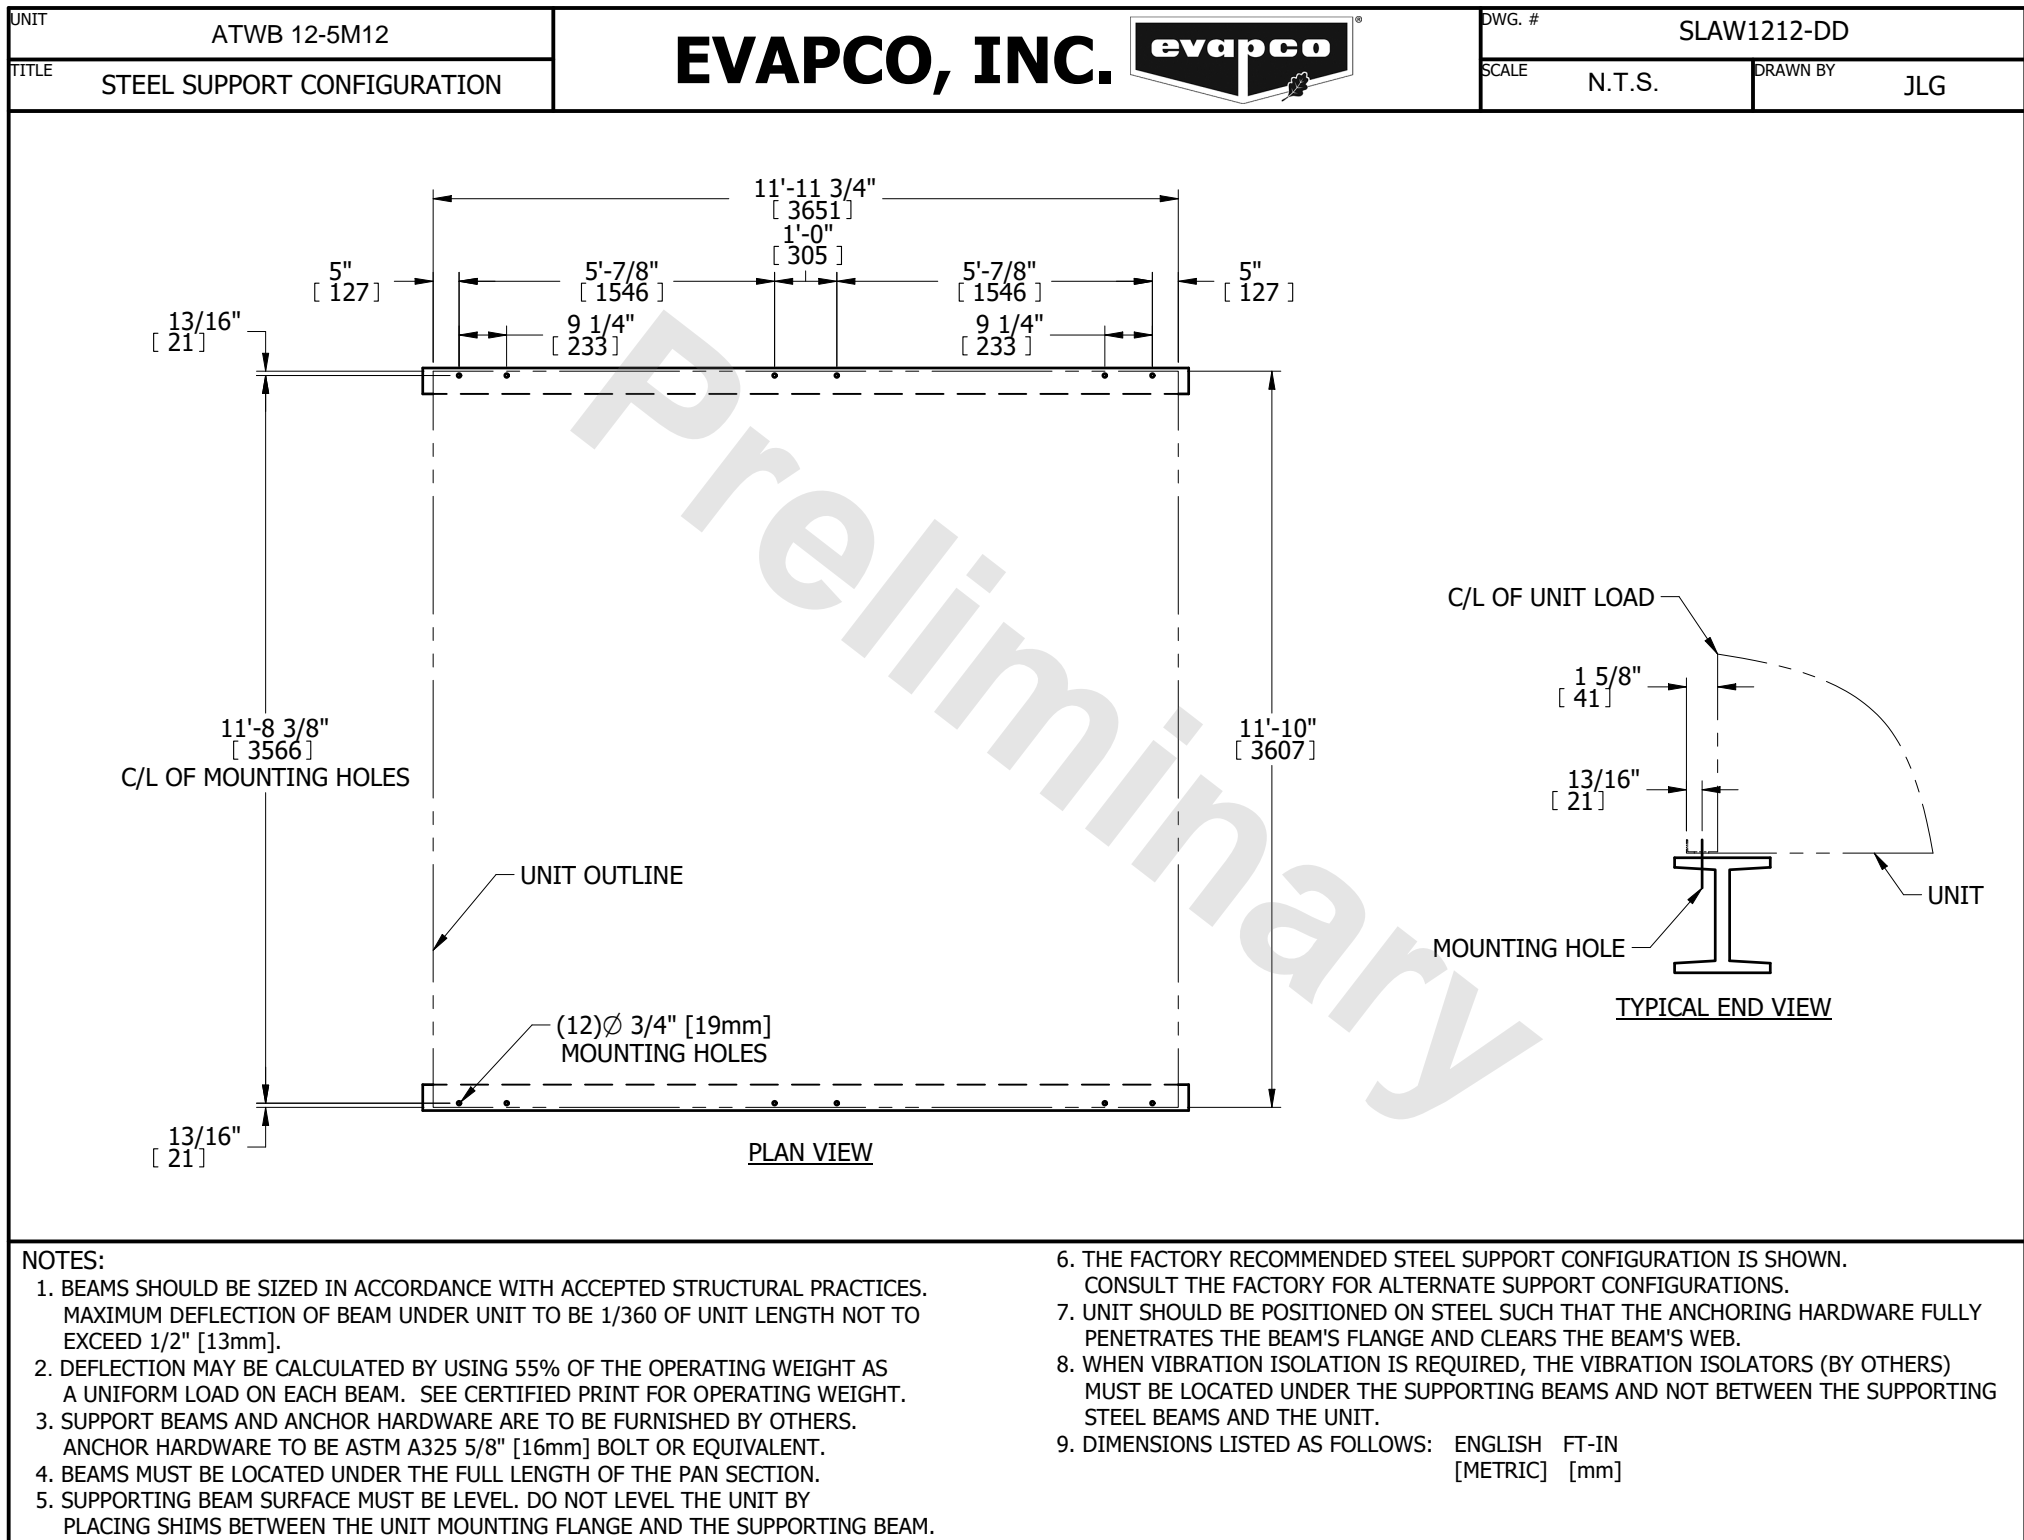 UNIT
ATWB 12-5M12
TITLE
STEEL SUPPORT CONFIGURATION
EVAPCO, INC.
evapco
®
DWG. #
SLAW1212-DD
SCALE
N.T.S.
DRAWN BY
JLG
11'-11 3/4"
[ 3651]
1'-0"
[ 305 ]
5"
[ 127]
5'-7/8"
[ 1546 ]
5'-7/8"
[ 1546 ]
5"
[ 127 ]
13/16"
[ 21]
9 1/4"
[ 233]
9 1/4"
[ 233 ]
Preliminary
11'-8 3/8"
[ 3566]
C/L OF MOUNTING HOLES
11'-10"
[ 3607]
UNIT OUTLINE
(12)∅ 3/4" [19mm]
MOUNTING HOLES
13/16"
[ 21]
PLAN VIEW
C/L OF UNIT LOAD
1 5/8"
[ 41]
13/16"
[ 21]
UNIT
MOUNTING HOLE
TYPICAL END VIEW
NOTES:
1. BEAMS SHOULD BE SIZED IN ACCORDANCE WITH ACCEPTED STRUCTURAL PRACTICES.
MAXIMUM DEFLECTION OF BEAM UNDER UNIT TO BE 1/360 OF UNIT LENGTH NOT TO
EXCEED 1/2" [13mm].
2. DEFLECTION MAY BE CALCULATED BY USING 55% OF THE OPERATING WEIGHT AS
A UNIFORM LOAD ON EACH BEAM. SEE CERTIFIED PRINT FOR OPERATING WEIGHT.
3. SUPPORT BEAMS AND ANCHOR HARDWARE ARE TO BE FURNISHED BY OTHERS.
ANCHOR HARDWARE TO BE ASTM A325 5/8" [16mm] BOLT OR EQUIVALENT.
4. BEAMS MUST BE LOCATED UNDER THE FULL LENGTH OF THE PAN SECTION.
5. SUPPORTING BEAM SURFACE MUST BE LEVEL. DO NOT LEVEL THE UNIT BY
PLACING SHIMS BETWEEN THE UNIT MOUNTING FLANGE AND THE SUPPORTING BEAM.
6. THE FACTORY RECOMMENDED STEEL SUPPORT CONFIGURATION IS SHOWN.
CONSULT THE FACTORY FOR ALTERNATE SUPPORT CONFIGURATIONS.
7. UNIT SHOULD BE POSITIONED ON STEEL SUCH THAT THE ANCHORING HARDWARE FULLY
PENETRATES THE BEAM'S FLANGE AND CLEARS THE BEAM'S WEB.
8. WHEN VIBRATION ISOLATION IS REQUIRED, THE VIBRATION ISOLATORS (BY OTHERS)
MUST BE LOCATED UNDER THE SUPPORTING BEAMS AND NOT BETWEEN THE SUPPORTING
STEEL BEAMS AND THE UNIT.
9. DIMENSIONS LISTED AS FOLLOWS: ENGLISH FT-IN
[METRIC] [mm]